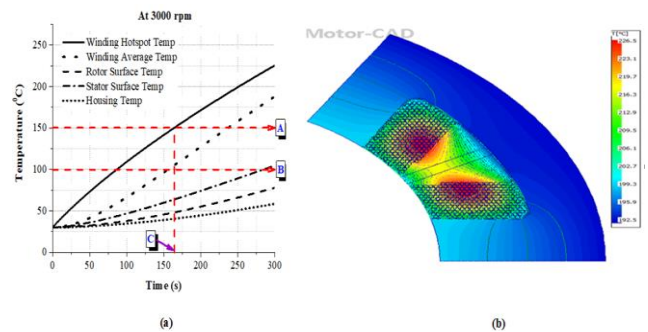 At 3000 rpm
Winding Hotspot Temp
Winding Average Temp
Rotor Surface Temp
Stator Surface Temp
Housing Temp
250
200
150
100
50
0
Temperature (°C)
A
B
C
0 50 100 150 200 250 300
Time (s)
(a)
Motor-CAD
T[°C]
226.5
223.1
219.7
216.3
212.9
209.5
206.1
202.7
199.3
195.9
192.5
(b)